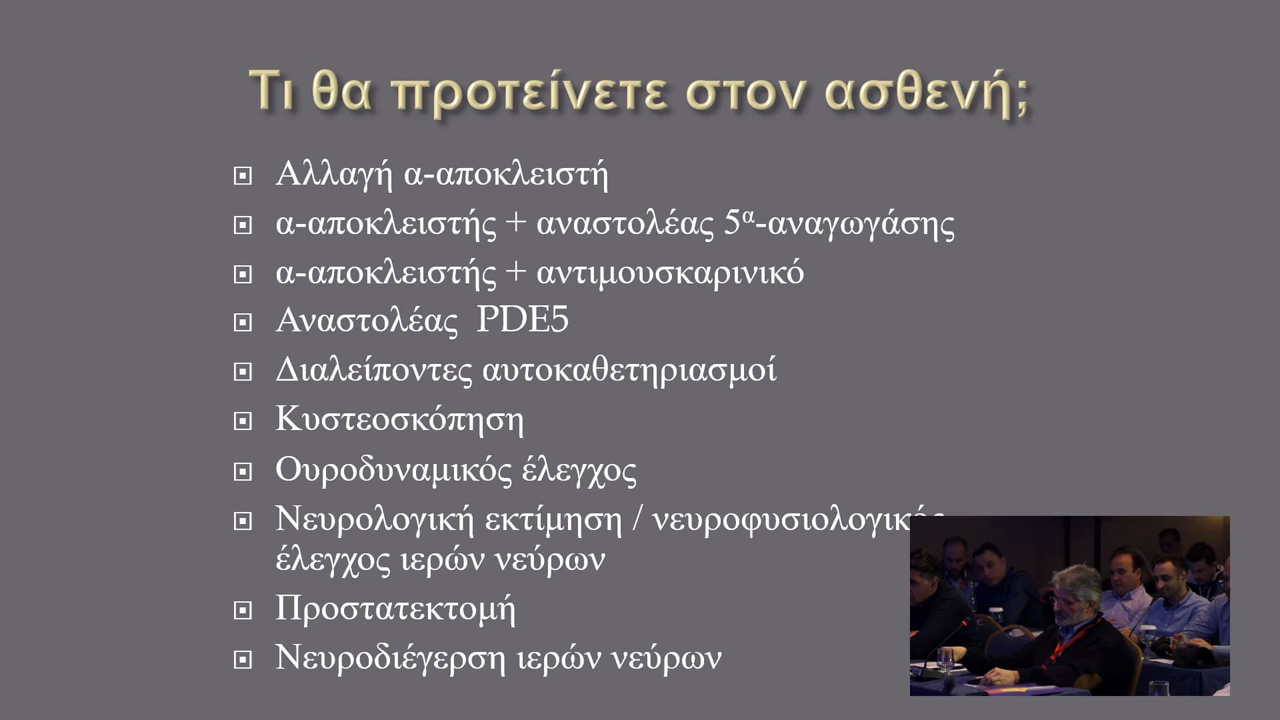 Τι θα προτείνετε στον ασθενή;
Αλλαγή α-αποκλειστή
α-αποκλειστής + αναστολέας 5α-αναγωγάσης
α-αποκλειστής + αντιμουσκαρινικό
Αναστολέας PDE5
Διαλείποντες αυτοκαθετηριασμοί
Κυστεοσκόπηση
Ουροδυναμικός έλεγχος
Νευρολογική εκτίμηση / νευροφυσιολογικός
έλεγχος ιερών νεύρων
Προστατεκτομή
Νευροδιέγερση ιερών νεύρων